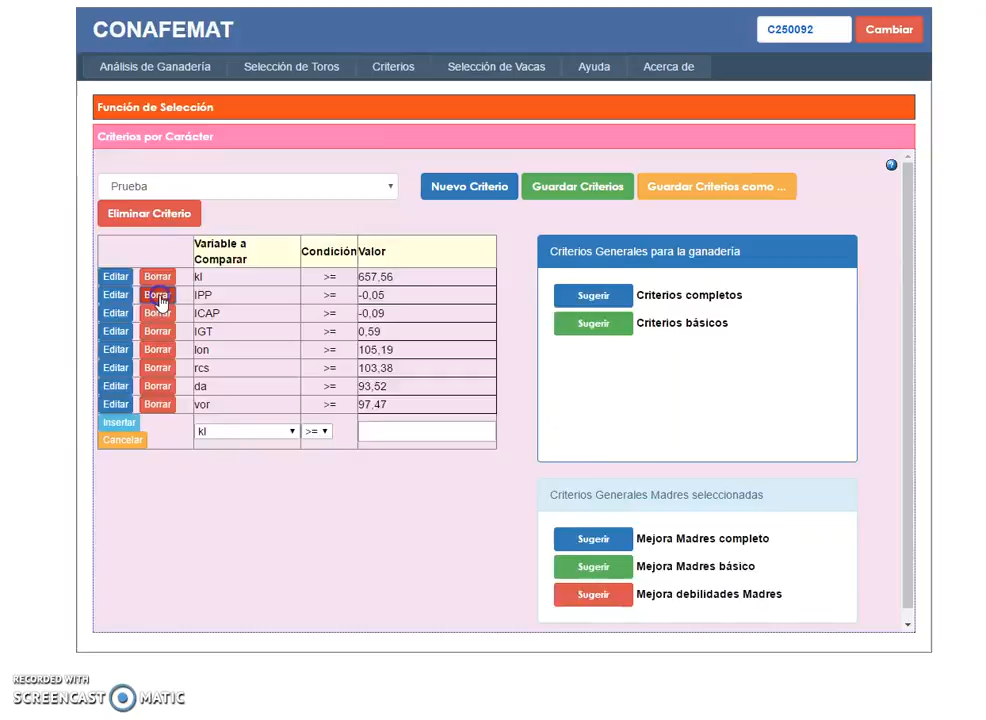 CONAFEMAT
C250092
Cambiar
Análisis de Ganadería
Selección de Toros
Criterios
Selección de Vacas
Ayuda
Acerca de
Función de Selección
Criterios por Carácter
Prueba
Nuevo Criterio
Guardar Criterios
Guardar Criterios como ...
Eliminar Criterio
Variable a
Comparar
Condición
Valor
Editar Borrar kl >= 657,56
Editar Borrar IPP >= -0,05
Editar Borrar ICAP >= -0,09
Editar Borrar IGT >= 0,59
Editar Borrar lon >= 105,19
Editar Borrar rcs >= 103,38
Editar Borrar da >= 93,52
Editar Borrar vor >= 97,47
Insertar
Cancelar
kl >=
Criterios Generales para la ganadería
Sugerir Criterios completos
Sugerir Criterios básicos
Criterios Generales Madres seleccionadas
Sugerir Mejora Madres completo
Sugerir Mejora Madres básico
Sugerir Mejora debilidades Madres
RECORDED WITH
SCREENCAST MATIC